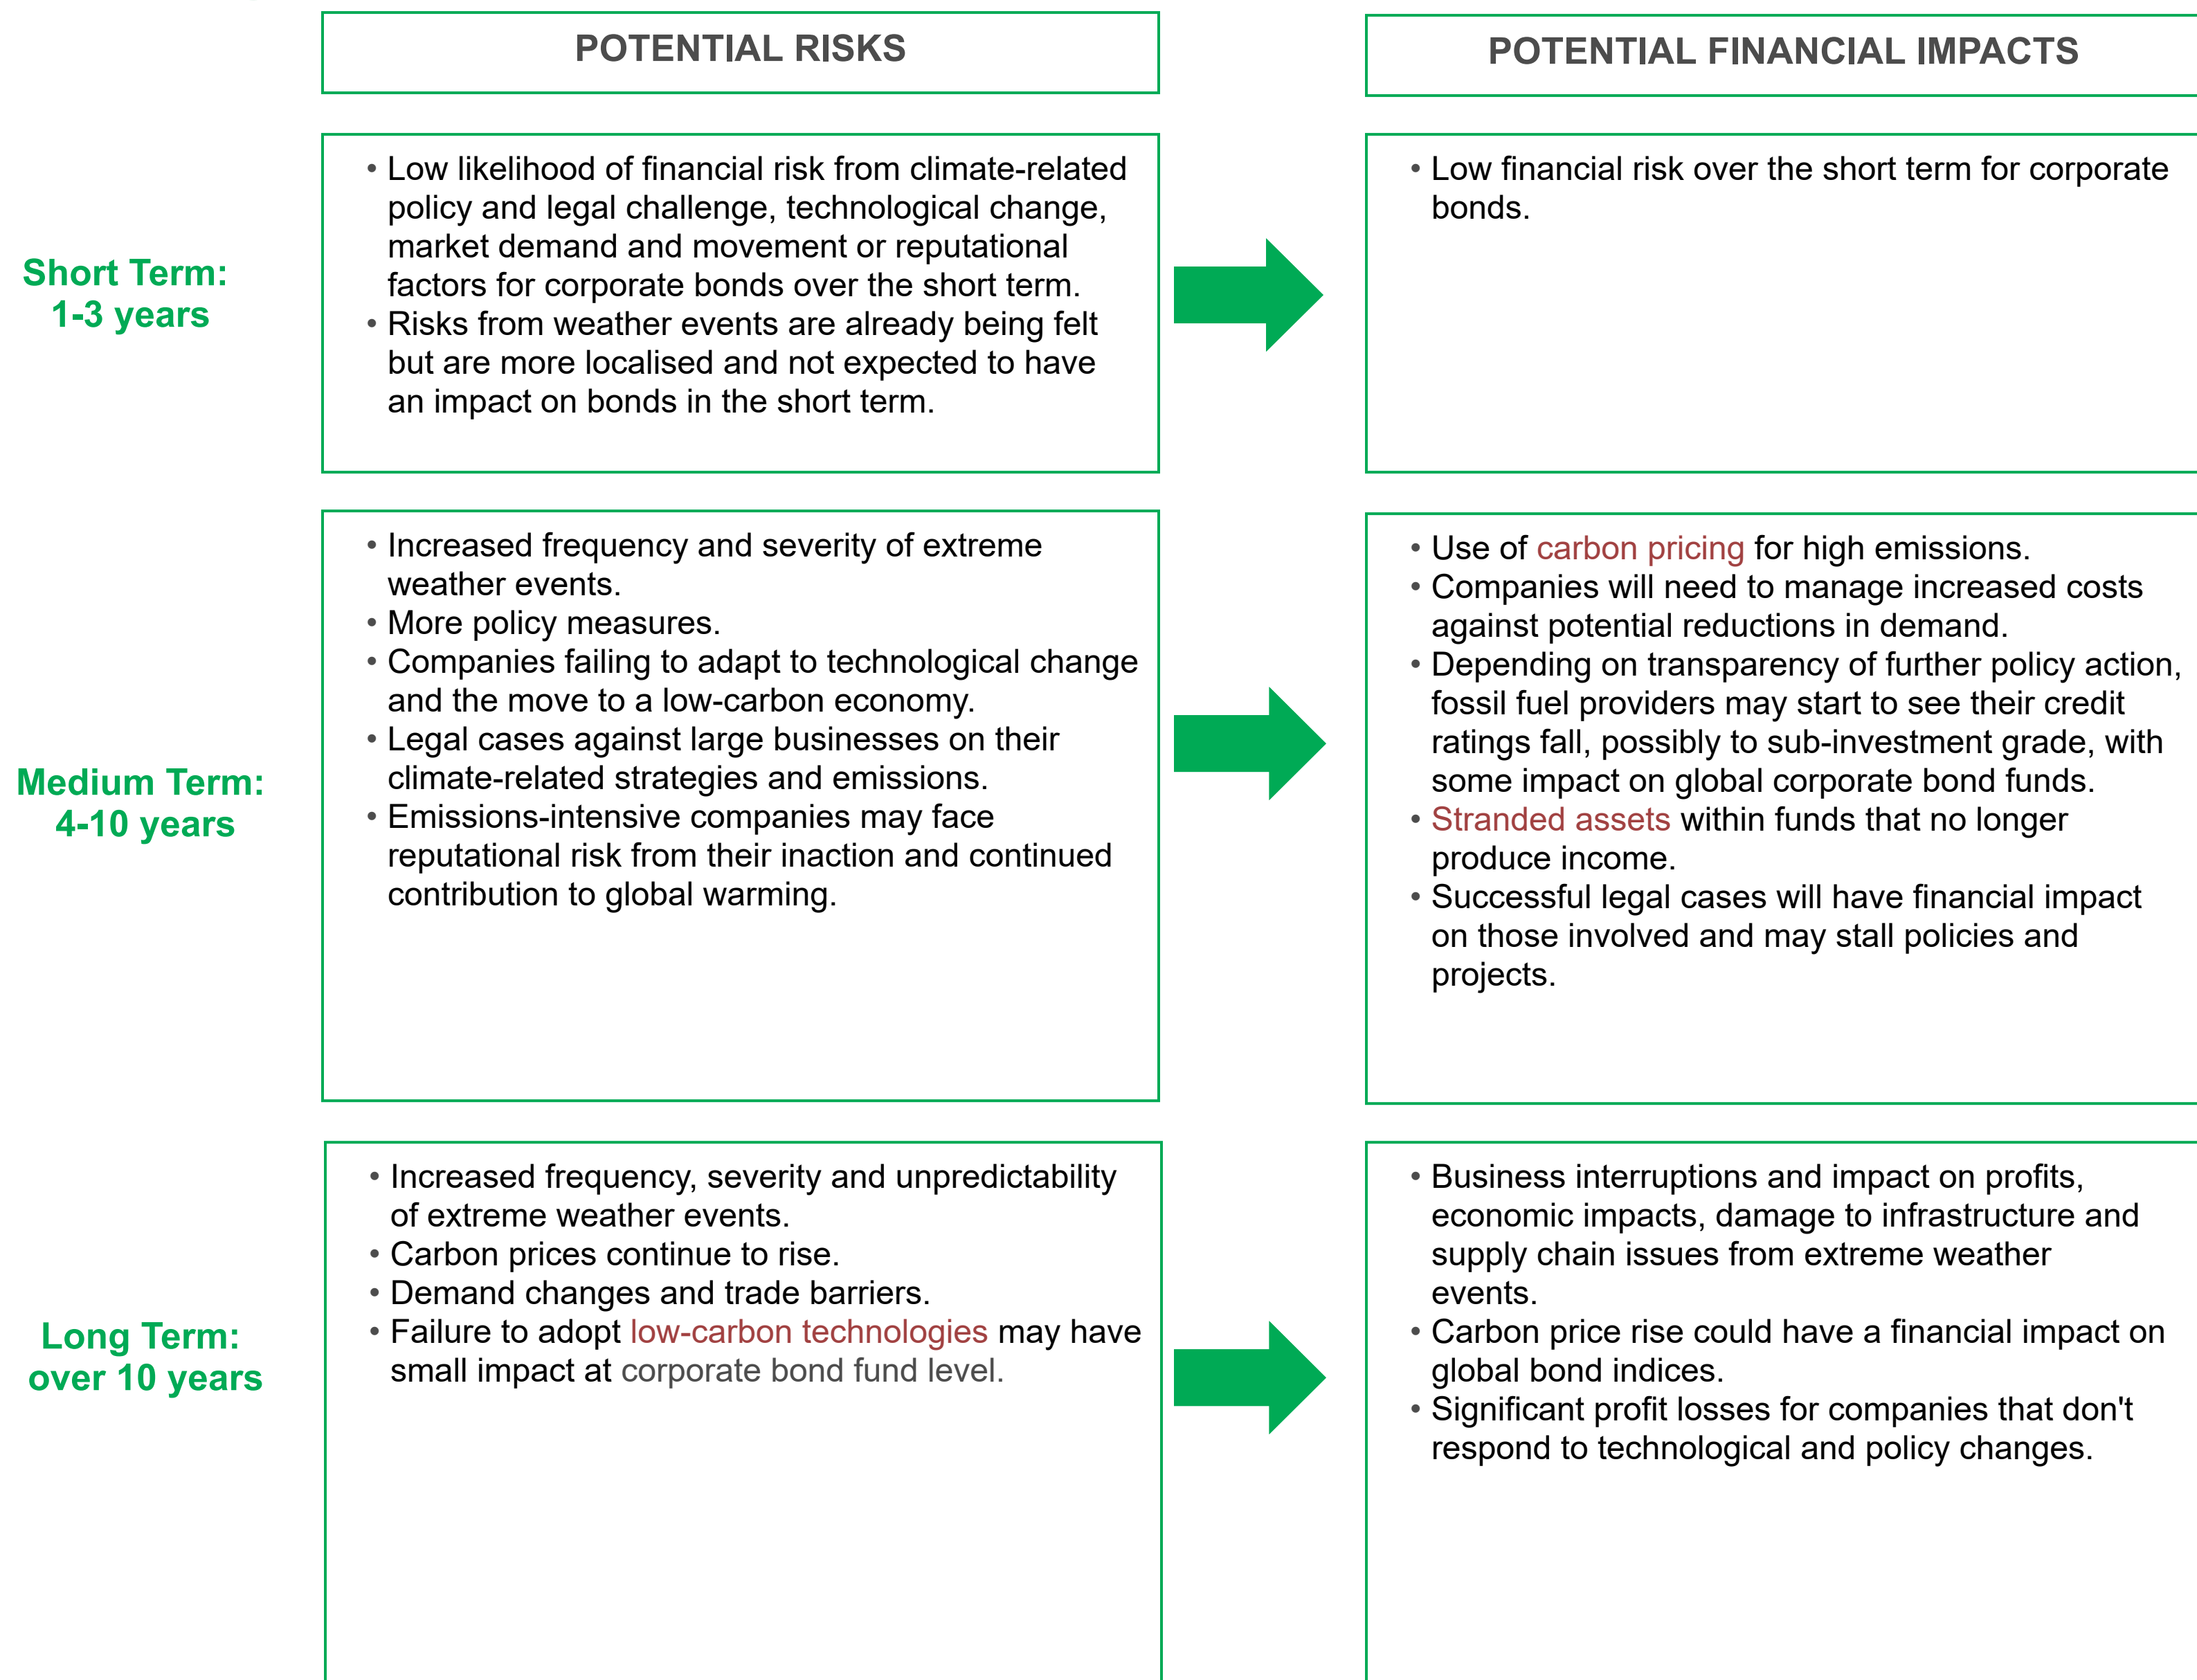 POTENTIAL RISKS
POTENTIAL FINANCIAL IMPACTS
Short Term:
1-3 years
• Low likelihood of financial risk from climate-related
policy and legal challenge, technological change,
market demand and movement or reputational
factors for corporate bonds over the short term.
• Risks from weather events are already being felt
but are more localised and not expected to have
an impact on bonds in the short term.
• Low financial risk over the short term for corporate
bonds.
Medium Term:
4-10 years
• Increased frequency and severity of extreme
weather events.
• More policy measures.
• Companies failing to adapt to technological change
and the move to a low-carbon economy.
• Legal cases against large businesses on their
climate-related strategies and emissions.
• Emissions-intensive companies may face
reputational risk from their inaction and continued
contribution to global warming.
• Use of carbon pricing for high emissions.
• Companies will need to manage increased costs
against potential reductions in demand.
• Depending on transparency of further policy action,
fossil fuel providers may start to see their credit
ratings fall, possibly to sub-investment grade, with
some impact on global corporate bond funds.
• Stranded assets within funds that no longer
produce income.
• Successful legal cases will have financial impact
on those involved and may stall policies and
projects.
Long Term:
over 10 years
• Increased frequency, severity and unpredictability
of extreme weather events.
• Carbon prices continue to rise.
• Demand changes and trade barriers.
• Failure to adopt low-carbon technologies may have
small impact at corporate bond fund level.
• Business interruptions and impact on profits,
economic impacts, damage to infrastructure and
supply chain issues from extreme weather
events.
• Carbon price rise could have a financial impact on
global bond indices.
• Significant profit losses for companies that don't
respond to technological and policy changes.